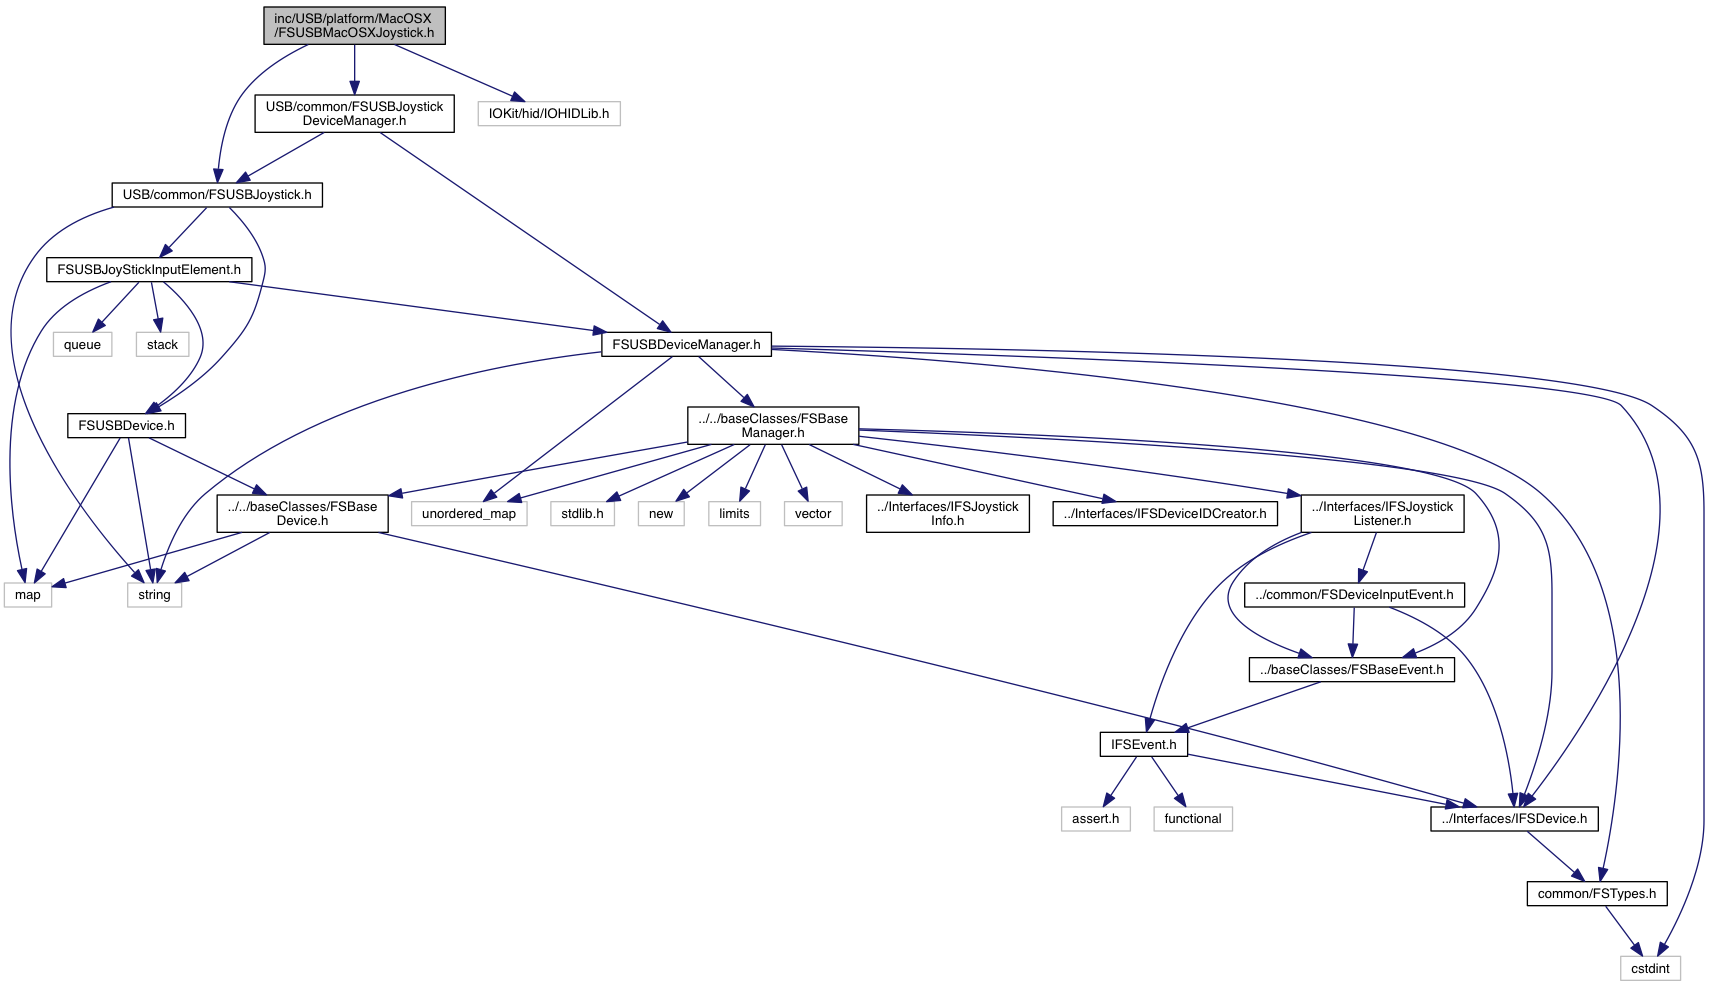 inc/USB/platform/MacOSX
/FSUSBMacOSXJoystick.h
USB/common/FSUSBJoystick
DeviceManager.h
IOKit/hid/IOHIDLib.h
USB/common/FSUSBJoystick.h
FSUSBJoyStickInputElement.h
queue
stack
FSUSBDeviceManager.h
FSUSBDevice.h
../../baseClasses/FSBase
Manager.h
../../baseClasses/FSBase
Device.h
unordered_map
stdlib.h
new
limits
vector
../Interfaces/IFSJoystick
Info.h
../Interfaces/IFSDeviceIDCreator.h
../Interfaces/IFSJoystick
Listener.h
map
string
../common/FSDeviceInputEvent.h
../baseClasses/FSBaseEvent.h
IFSEvent.h
assert.h
functional
../Interfaces/IFSDevice.h
common/FSTypes.h
cstdint